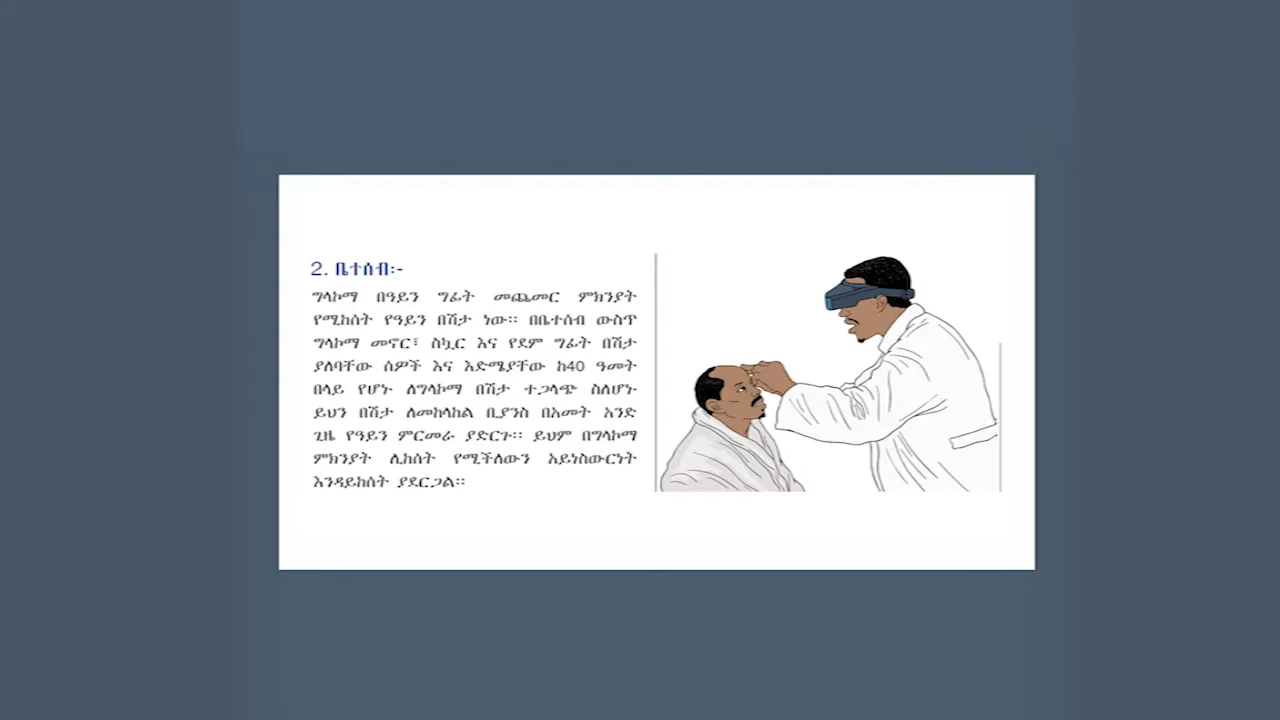 2. ቤተሰብ፡-
ግላኮማ በዓይን ግፊት መጨመር ምክንያት
የሚከሰት የዓይን በሽታ ነው። በቤተሰብ ውስጥ
ግላኮማ መኖር፣ ስኳር እና የደም ግፊት በሽታ
ያለባቸው ሰዎች እና እድሜያቸው ከ40 ዓመት
በላይ የሆኑ ለግላኮማ በሽታ ተጋላጭ ስለሆኑ
ይህን በሽታ ለመከላከል ቢያንስ በአመት አንድ
ጊዜ የዓይን ምርመራ ያድርጉ። ይህም በግላኮማ
ምክንያት ሊከሰት የሚችለውን አይነስውርነት
እንዳይከሰት ያደርጋል።